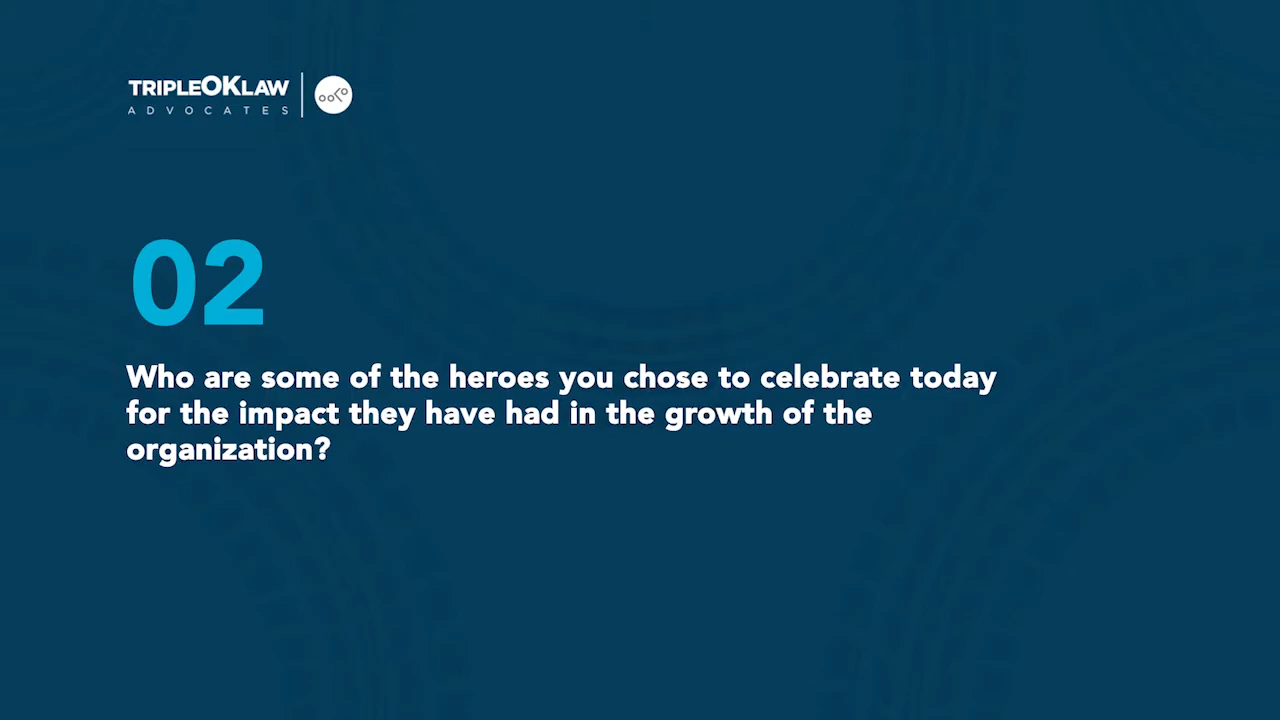 TRIPLEOKLAW
ADVOCATES
02
Who are some of the heroes you chose to celebrate today
for the impact they have had in the growth of the
organization?